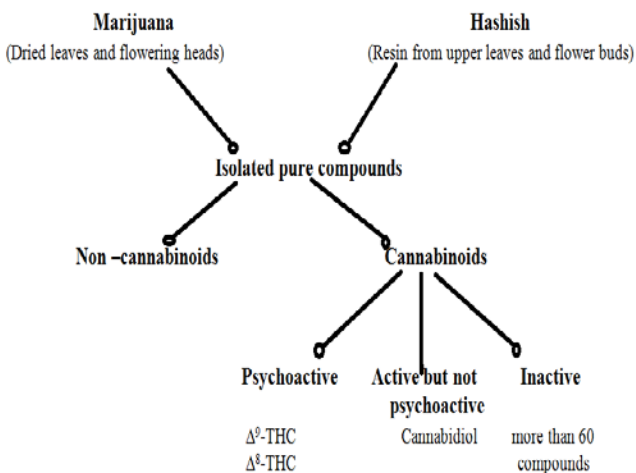 Marijuana
(Dried leaves and flowering heads)
Hashish
(Resin from upper leaves and flower buds)
Isolated pure compounds
Non –cannabinoids
Cannabinoids
Psychoactive
Δ⁹-THC
Δ⁸-THC
Active but not
psychoactive
Cannabidiol
Inactive
more than 60
compounds